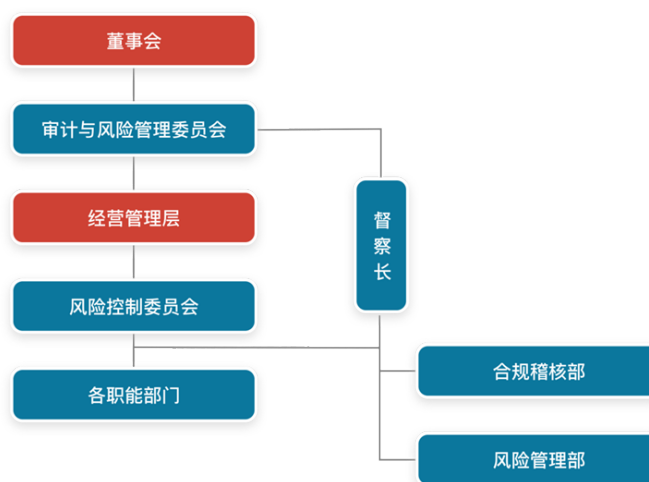 董事会
审计与风险管理委员会
经营管理层
督察长
风险控制委员会
合规稽核部
各职能部门
风险管理部